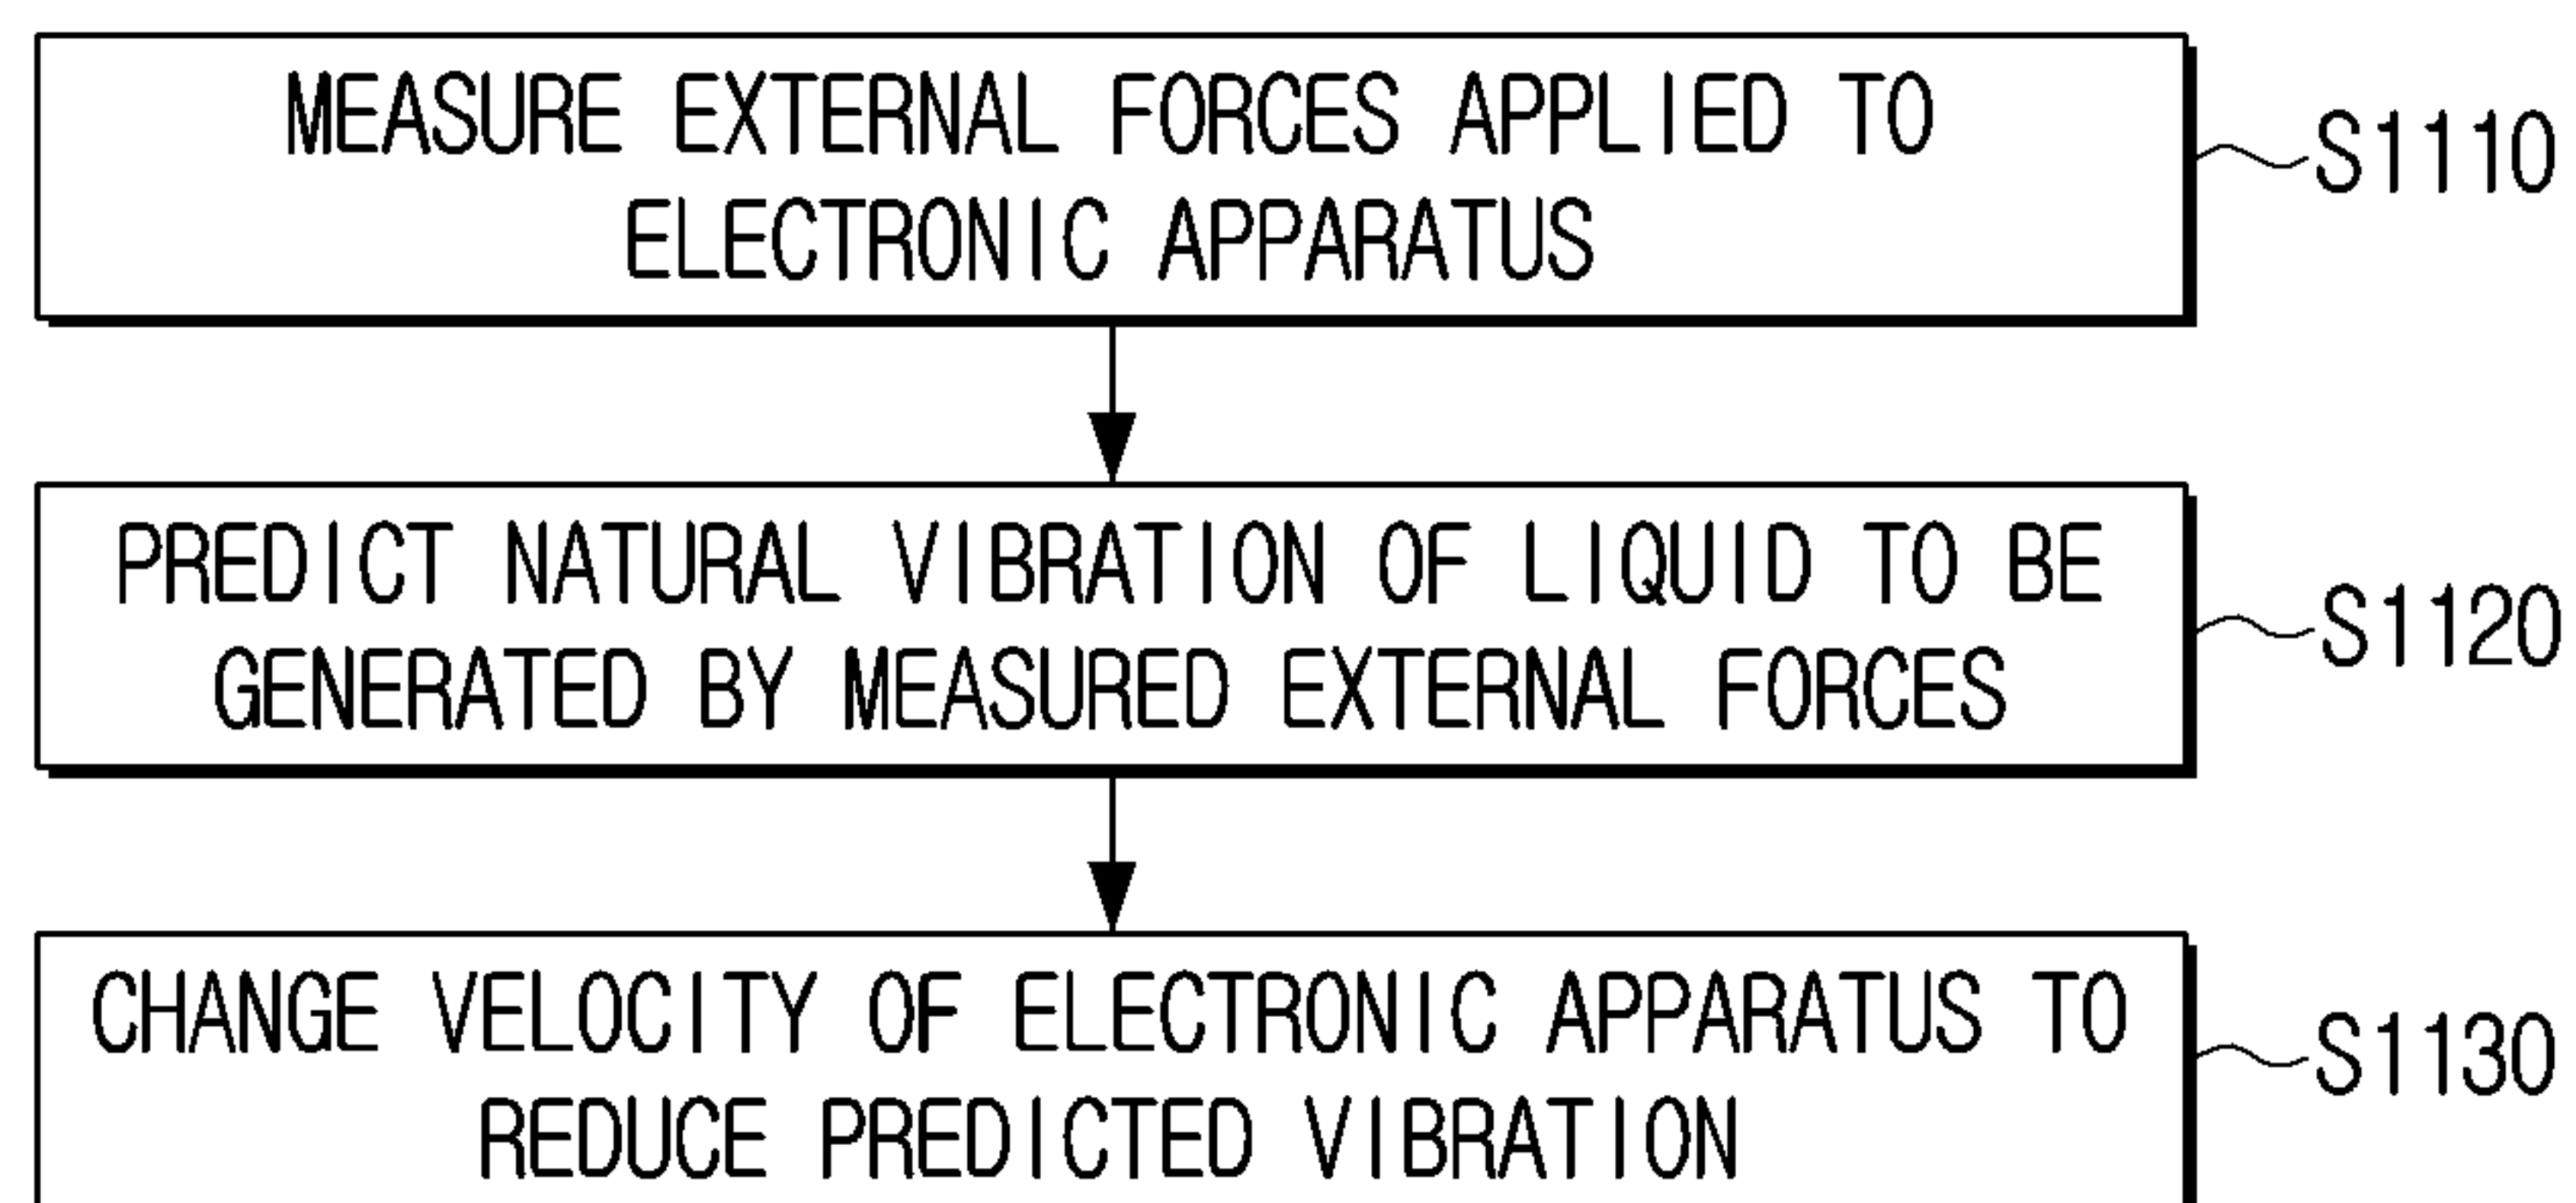 MEASURE EXTERNAL FORCES APPLIED TO
ELECTRONIC APPARATUS
S1110
PREDICT NATURAL VIBRATION OF LIQUID TO BE
GENERATED BY MEASURED EXTERNAL FORCES
S1120
CHANGE VELOCITY OF ELECTRONIC APPARATUS TO
REDUCE PREDICTED VIBRATION
S1130